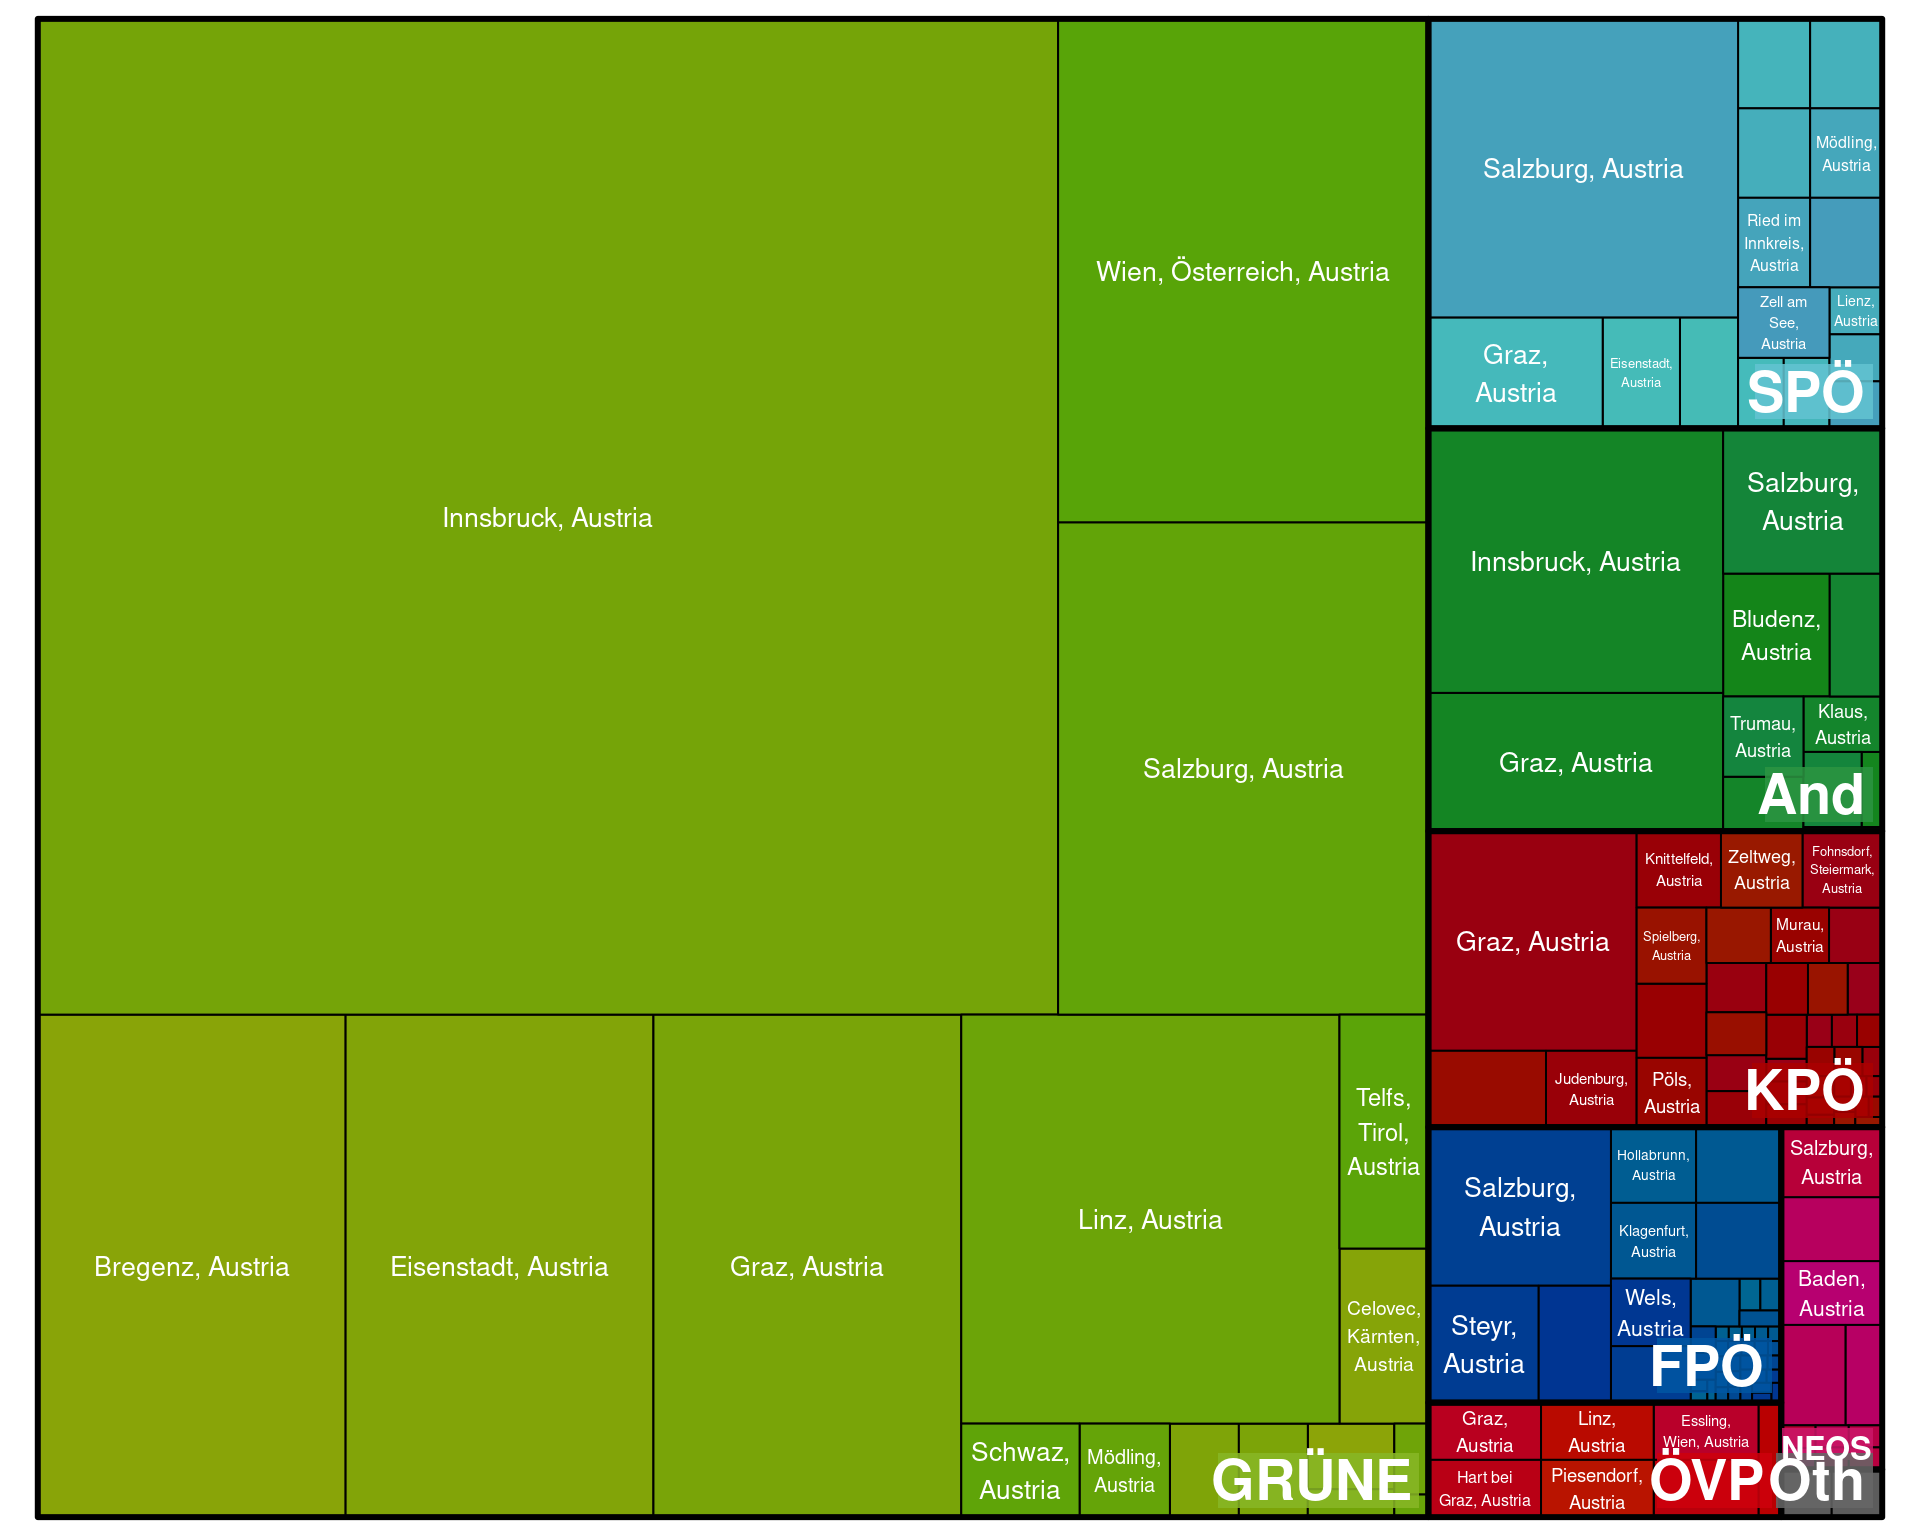 Innsbruck, Austria
Wien, Österreich, Austria
Salzburg, Austria
Bregenz, Austria
Eisenstadt, Austria
Graz, Austria
Linz, Austria
Telfs,
Tirol,
Austria
Celovec,
Kärnten,
Austria
Schwaz,
Austria
Mödling,
Austria
GRÜNE
Salzburg, Austria
Mödling,
Austria
Ried im
Innkreis,
Austria
Zell am
See,
Austria
Lienz,
Austria
Graz,
Austria
Eisenstadt,
Austria
SPÖ
Innsbruck, Austria
Salzburg,
Austria
Bludenz,
Austria
Trumau,
Austria
Klaus,
Austria
Graz, Austria
And
Graz, Austria
Knittelfeld,
Austria
Zeltweg,
Austria
Fohnsdorf,
Steiermark,
Austria
Spielberg,
Austria
Murau,
Austria
Judenburg,
Austria
Pöls,
Austria
KPÖ
Salzburg,
Austria
Hollabrunn,
Austria
Klagenfurt,
Austria
Steyr,
Austria
Wels,
Austria
FPÖ
Salzburg,
Austria
Baden,
Austria
NEOS
Graz,
Austria
Linz,
Austria
Essling,
Wien, Austria
Hart bei
Graz, Austria
Piesendorf,
Austria
ÖVP
Oth